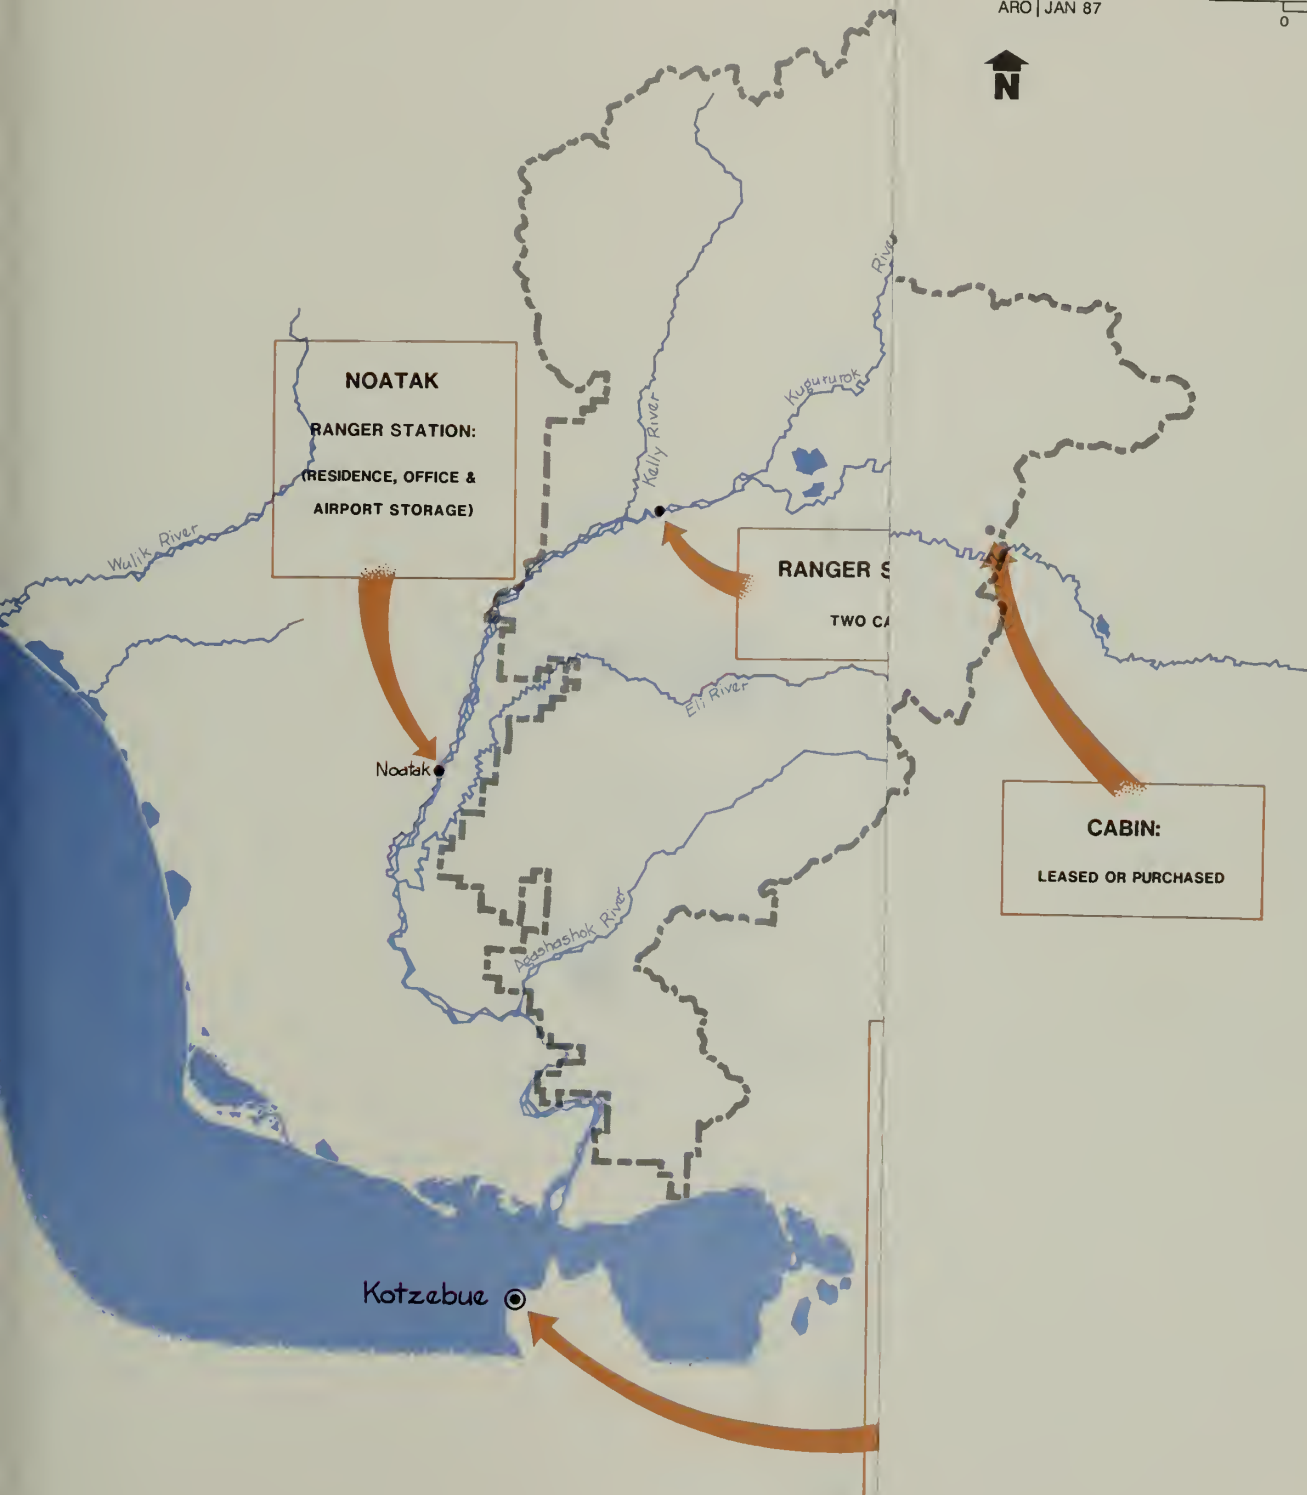 ARO | JAN 87
0
N
River
NOATAK
RANGER STATION:
(RESIDENCE, OFFICE &
AIRPORT STORAGE)
Kugururok
Kelly River
Wulik River
RANGER S
TWO CA
Eli River
Noatak
CABIN:
LEASED OR PURCHASED
Agashashok River
Kotzebue